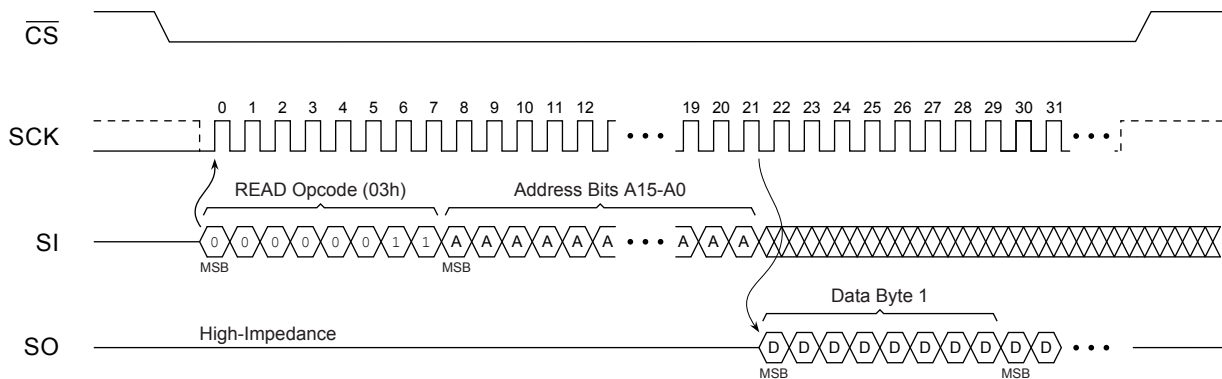 CS
0 1 2 3 4 5 6 7 8 9 10 11 12 19 20 21 22 23 24 25 26 27 28 29 30 31
SCK
READ Opcode (03h) Address Bits A15-A0
SI 0 0 0 0 0 0 1 1 A A A A A A A A A
MSB MSB
Data Byte 1
High-Impedance
SO D D D D D D D D D D
MSB MSB